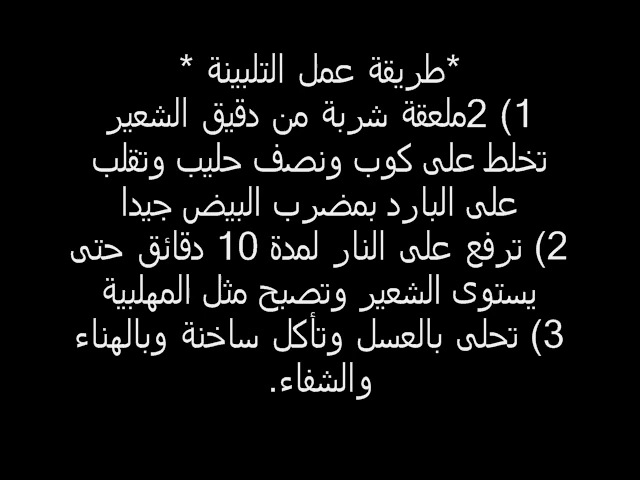 *طريقة عمل التلبينة *
1) 2ملعقة شربة من دقيق الشعير
تخلط على كوب ونصف حليب وتقلب
على البارد بمضرب البيض جيدا
2) ترفع على النار لمدة 10 دقائق حتى
يستوى الشعير وتصبح مثل المهلبية
3) تحلى بالعسل وتأكل ساخنة وبالهناء
والشفاء.